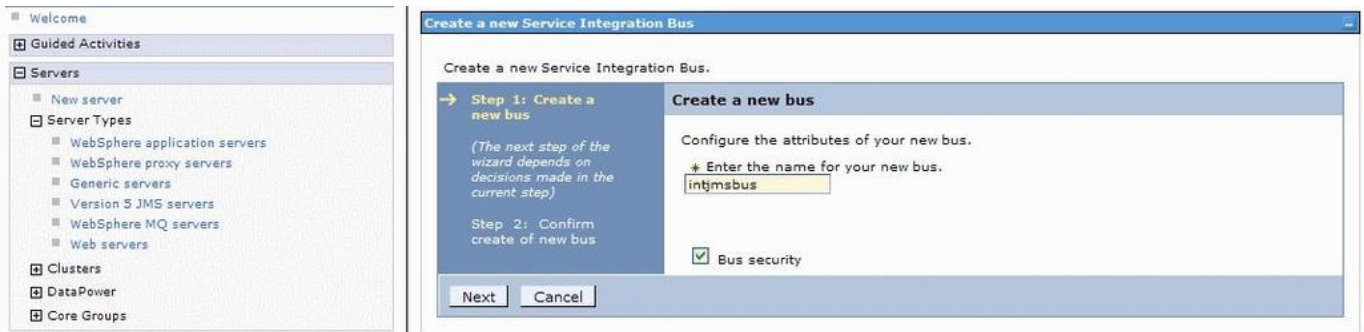 Welcome
Guided Activities
Servers
New server
Server Types
WebSphere application servers
WebSphere proxy servers
Generic servers
Version 5 JMS servers
WebSphere MQ servers
Web servers
Clusters
DataPower
Core Groups
Create a new Service Integration Bus
Create a new Service Integration Bus.
Step 1: Create a
new bus
(The next step of the
wizard depends on
decisions made in the
current step)
Step 2: Confirm
create of new bus
Create a new bus
Configure the attributes of your new bus.
* Enter the name for your new bus.
intjmsbus
Bus security
Next Cancel